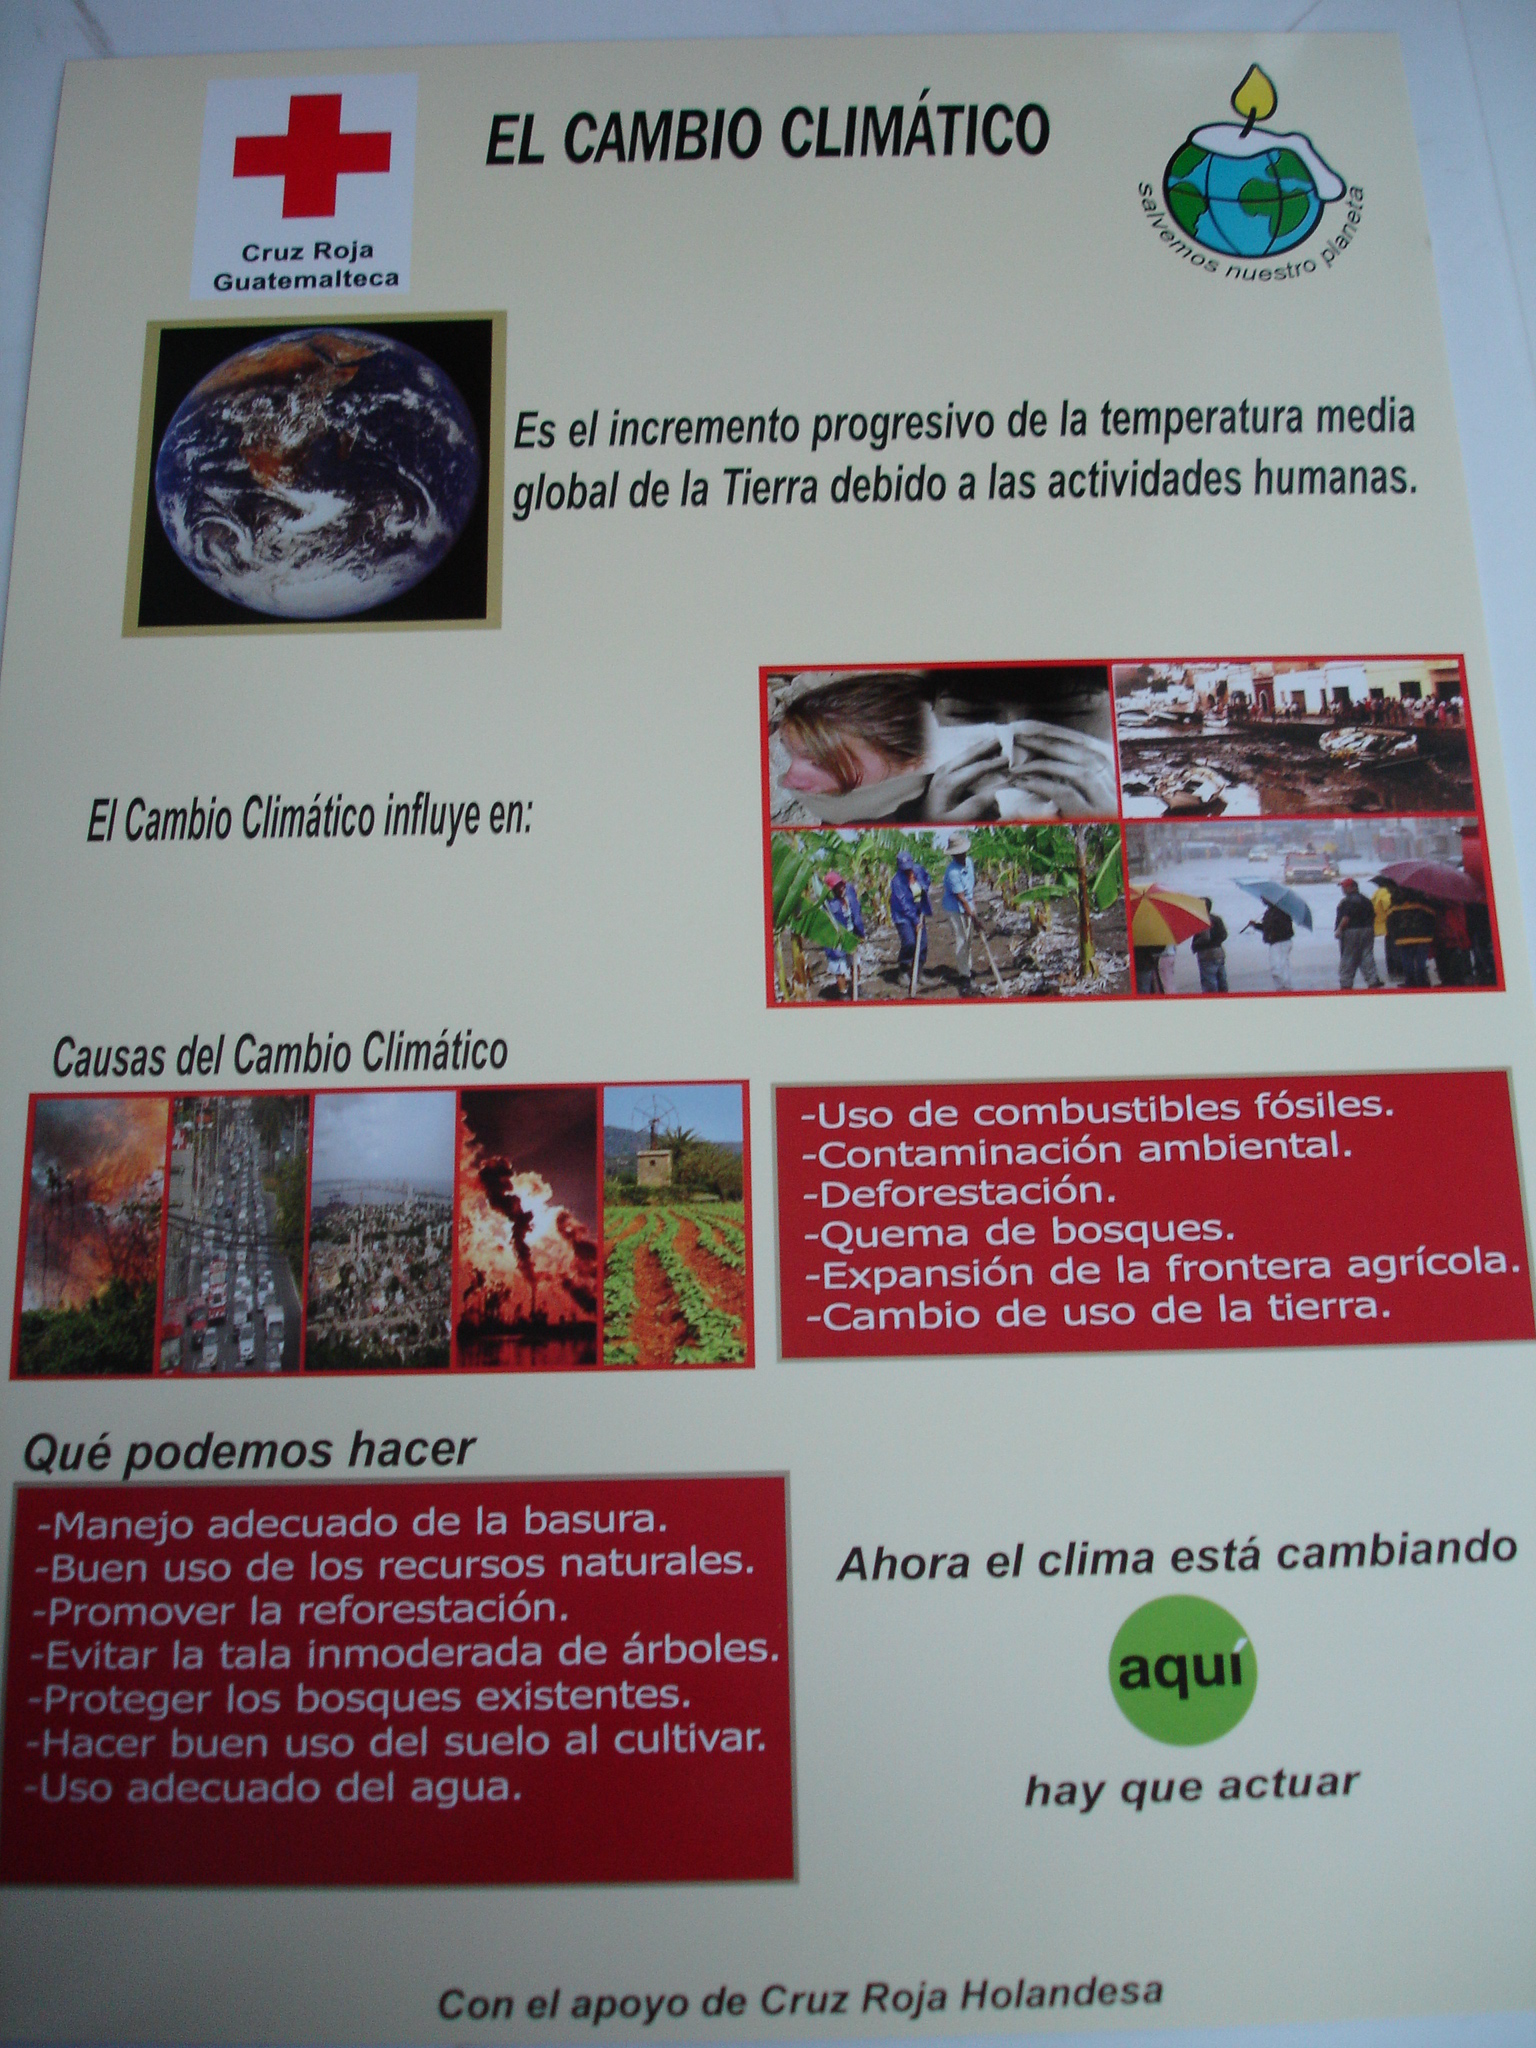 Cruz Roja
Guatemalteca
EL CAMBIO CLIMÁTICO
salvemos nuestro planeta
Es el incremento progresivo de la temperatura media
global de la Tierra debido a las actividades humanas.
El Cambio Climático influye en:
Causas del Cambio Climático
-Uso de combustibles fósiles.
-Contaminación ambiental.
-Deforestación.
-Quema de bosques.
-Expansión de la frontera agrícola.
-Cambio de uso de la tierra.
Qué podemos hacer
-Manejo adecuado de la basura.
-Buen uso de los recursos naturales.
-Promover la reforestación.
-Evitar la tala inmoderada de árboles.
-Proteger los bosques existentes.
-Hacer buen uso del suelo al cultivar.
-Uso adecuado del agua.
Ahora el clima está cambiando
aquí
hay que actuar
Con el apoyo de Cruz Roja Holandesa